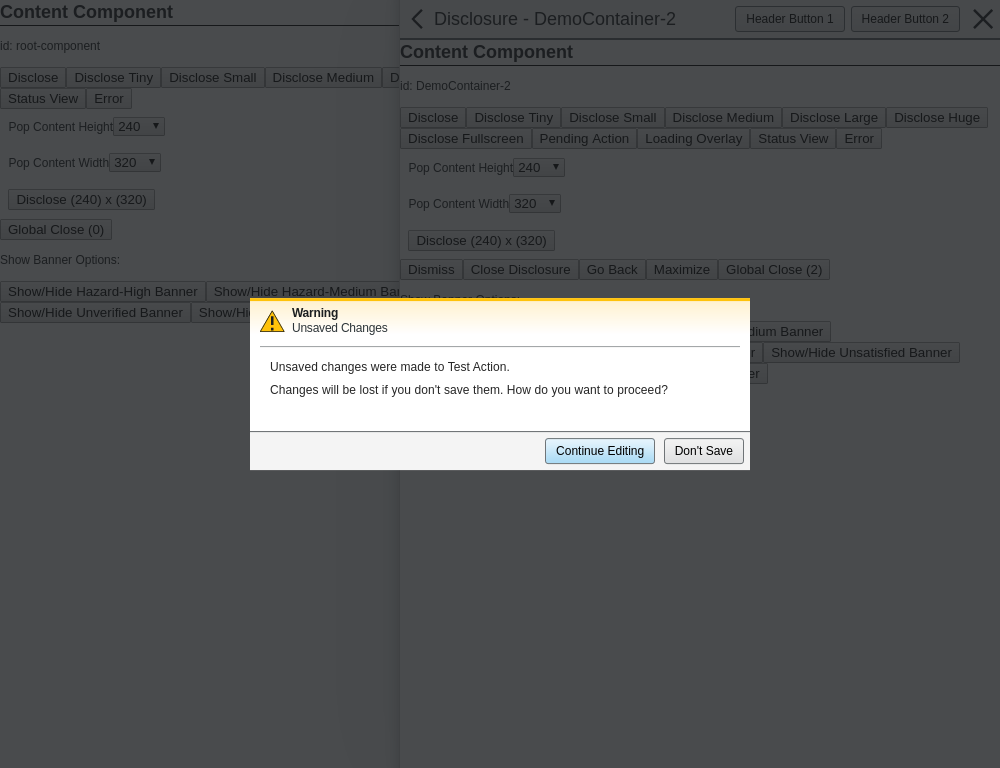 Content Component
id: root-component
Disclose Disclose Tiny Disclose Small Disclose Medium
Status View Error
Pop Content Height 240
Pop Content Width 320
Disclose (240) x (320)
Global Close (0)
Show Banner Options:
Show/Hide Hazard-High Banner Show/Hide Hazard-Medium
Show/Hide Unverified Banner
Disclosure - DemoContainer-2 Header Button 1 Header Button 2
Content Component
id: DemoContainer-2
Disclose Disclose Tiny Disclose Small Disclose Medium Disclose Large Disclose Huge
Disclose Fullscreen Pending Action Loading Overlay Status View Error
Pop Content Height 240
Pop Content Width 320
Disclose (240) x (320)
Dismiss Close Disclosure Go Back Maximize Global Close (2)
Banner
Show/Hide Unsatisfied Banner
Warning
Unsaved Changes
Unsaved changes were made to Test Action.
Changes will be lost if you don't save them. How do you want to proceed?
Continue Editing Don't Save